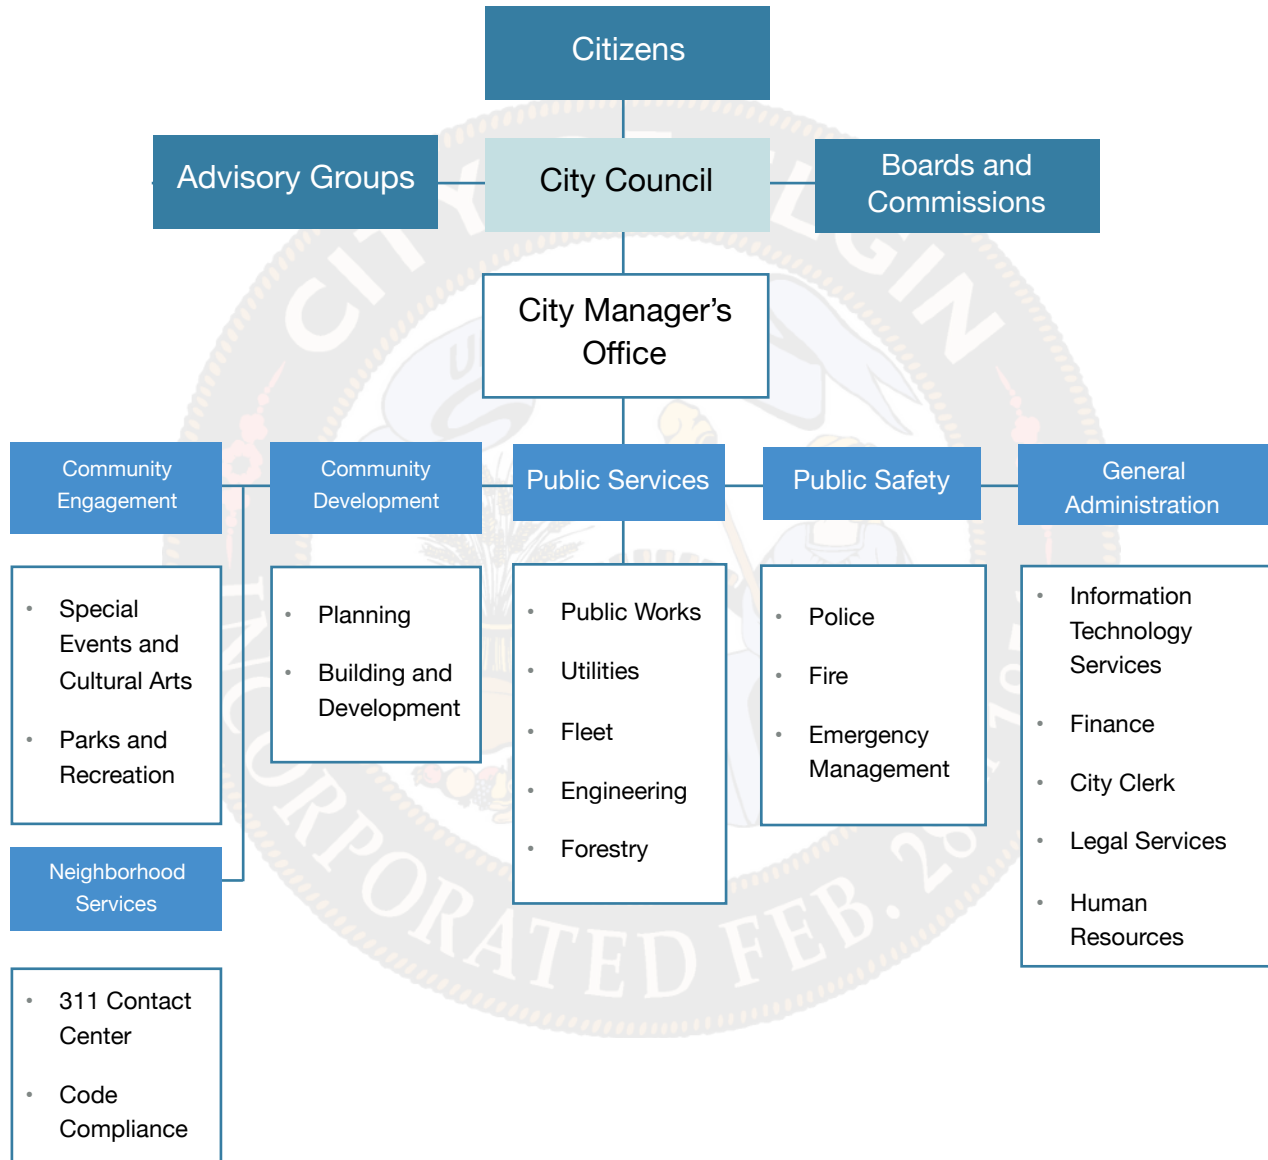 Citizens
Advisory Groups
City Council
Boards and
Commissions
City Manager’s
Office
Community
Engagement
Community
Development
Public Services
Public Safety
General
Administration
• Special
Events and
Cultural Arts
• Parks and
Recreation
• Planning
• Building and
Development
• Public Works
• Utilities
• Fleet
• Engineering
• Forestry
• Police
• Fire
• Emergency
Management
• Information
Technology
Services
• Finance
• City Clerk
• Legal Services
• Human
Resources
Neighborhood
Services
• 311 Contact
Center
• Code
Compliance
INCORPORATED FEB. 28